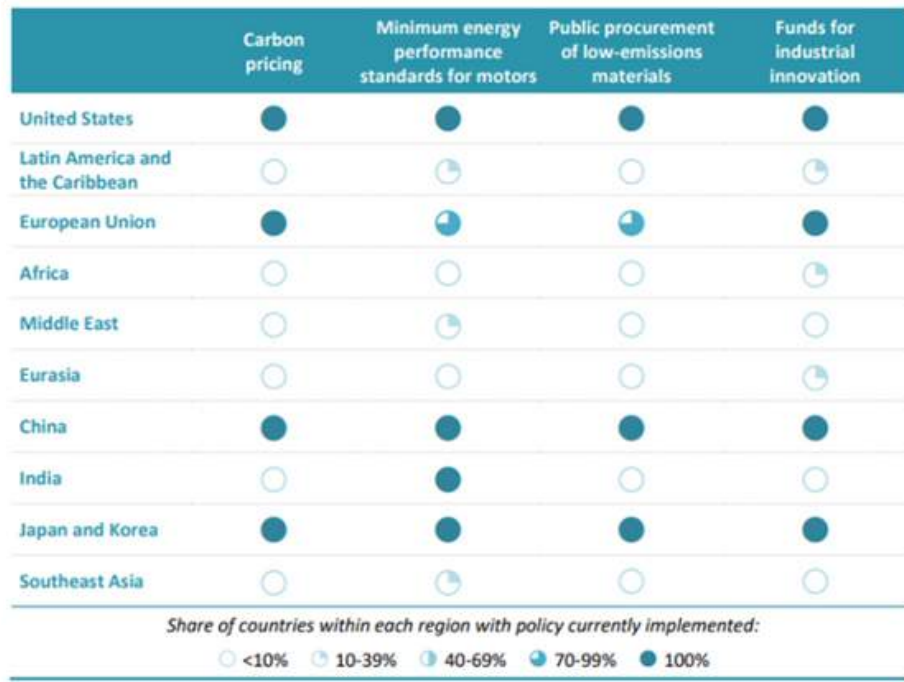 Carbon
pricing
Minimum energy
performance
standards for motors
Public procurement
of low-emissions
materials
Funds for
industrial
innovation
United States
Latin America and
the Caribbean
European Union
Africa
Middle East
Eurasia
China
India
Japan and Korea
Southeast Asia
Share of countries within each region with policy currently implemented:
<10% 10-39% 40-69% 70-99% 100%